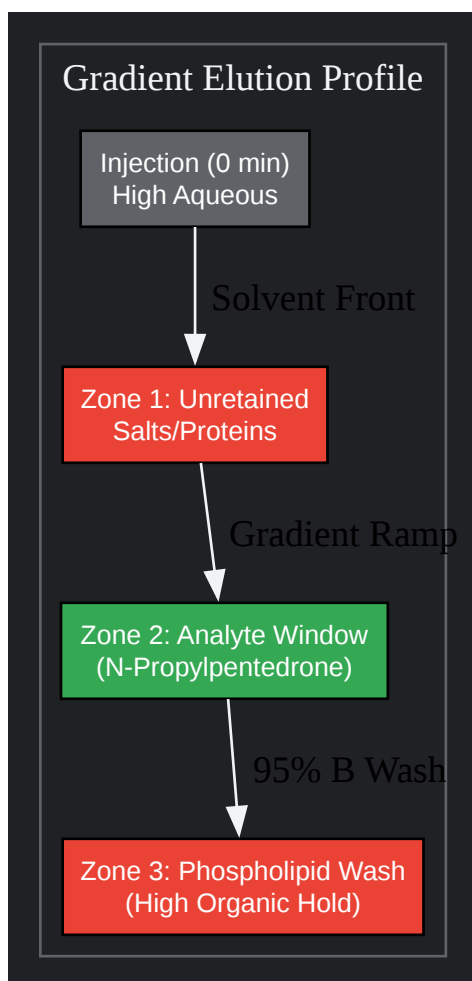 Gradient Elution Profile
Injection (0 min)
High Aqueous
Solvent Front
Zone 1: Unretained
Salts/Proteins
Gradient Ramp
Zone 2: Analyte Window
(N-Propylpentedrone)
95% B Wash
Zone 3: Phospholipid Wash
(High Organic Hold)